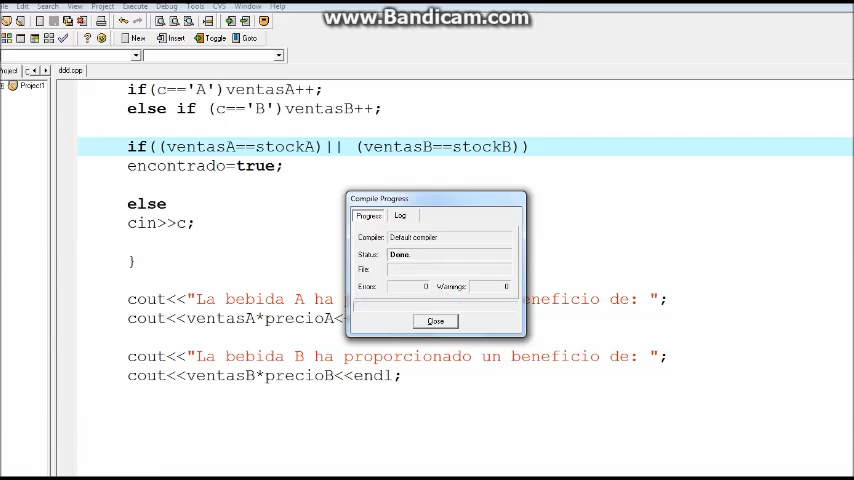 www.Bandicam.com
File Edit Search View Project Execute Debug Tools CVS Window Help
New Insert Toggle Goto
Project
ddd.cpp
Project1
if(c=='A')ventasA++;
else if (c=='B')ventasB++;
if((ventasA==stockA)|| (ventasB==stockB))
encontrado=true;
else
cin>>c;
}
cout<<"La bebida A ha p
eneficio de: ";
cout<<ventasA*precioA<
cout<<"La bebida B ha proporcionado un beneficio de: ";
cout<<ventasB*precioB<<endl;
Compile Progress
Progress Log
Compiler: Default compiler
Status: Done.
File:
Errors: 0 Warnings: 0
Close